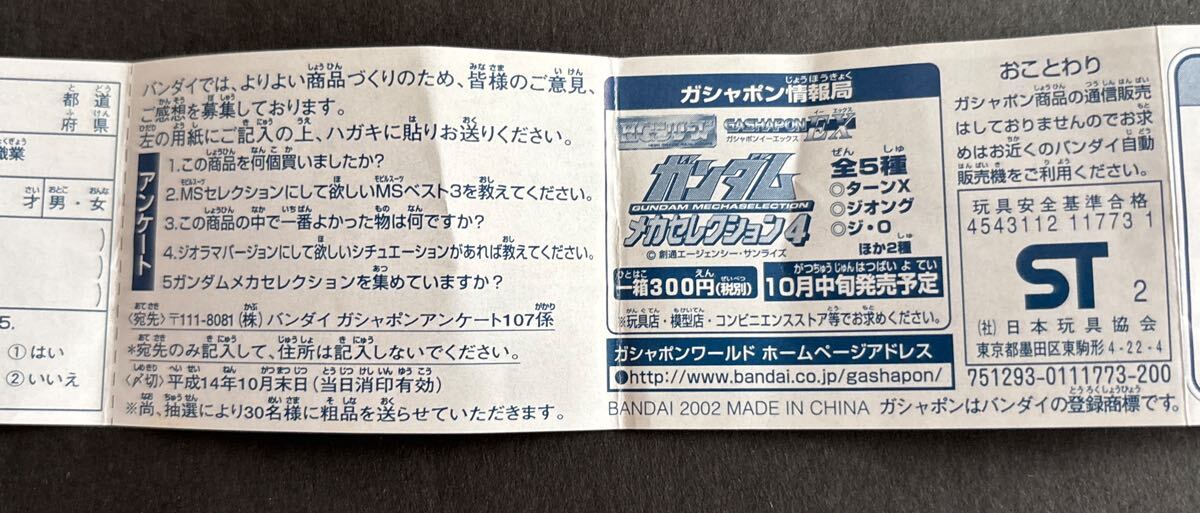 都道
府県
職業
才 男・女
5.
①はい
②いいえ
バンダイでは、よりよい商品づくりのため、皆様のご意見、
ご感想を募集しております。
左の用紙にご記入の上、ハガキに貼りお送りください。
アンケート
1.この商品を何個買いましたか?
2.MSセレクションにして欲しいMSベスト3を教えてください。
3.この商品の中で一番よかった物は何ですか?
4.ジオラマバージョンにして欲しいシチュエーションがあれば教えてください。
5ガンダムメカセレクションを集めていますか?
〈宛先〉〒111-8081(株)バンダイ ガシャポンアンケート107係
*宛先のみ記入して、住所は記入しないでください。
〈〆切〉平成14年10月末日(当日消印有効)
※尚、抽選により30名様に粗品を送らせていただきます。
ガシャポン情報局
GASHAPON EX
ガシャポンイーエックス
ガンダム
GUNDAM MECHASELECTION
メカセレクション4
全5種
◎ターンX
◎ジオング
◎ジ・O
ほか2種
© 創通エージェンシー・サンライズ
一箱300円(税別)
10月中旬発売予定
※玩具店・模型店・コンビニエンスストア等でお求めください。
ガシャポンワールド ホームページアドレス
●http://www.bandai.co.jp/gashapon/
BANDAI 2002 MADE IN CHINA ガシャポンはバンダイの登録商標です。
おことわり
ガシャポン商品の通信販売
はしておりませんのでお求
めはお近くのバンダイ自動
販売機をご利用ください。
玩具安全基準合格
4543112 11773 1
ST 2
(社)日本玩具協会
東京都墨田区東駒形4-22-4
751293-0111773-200